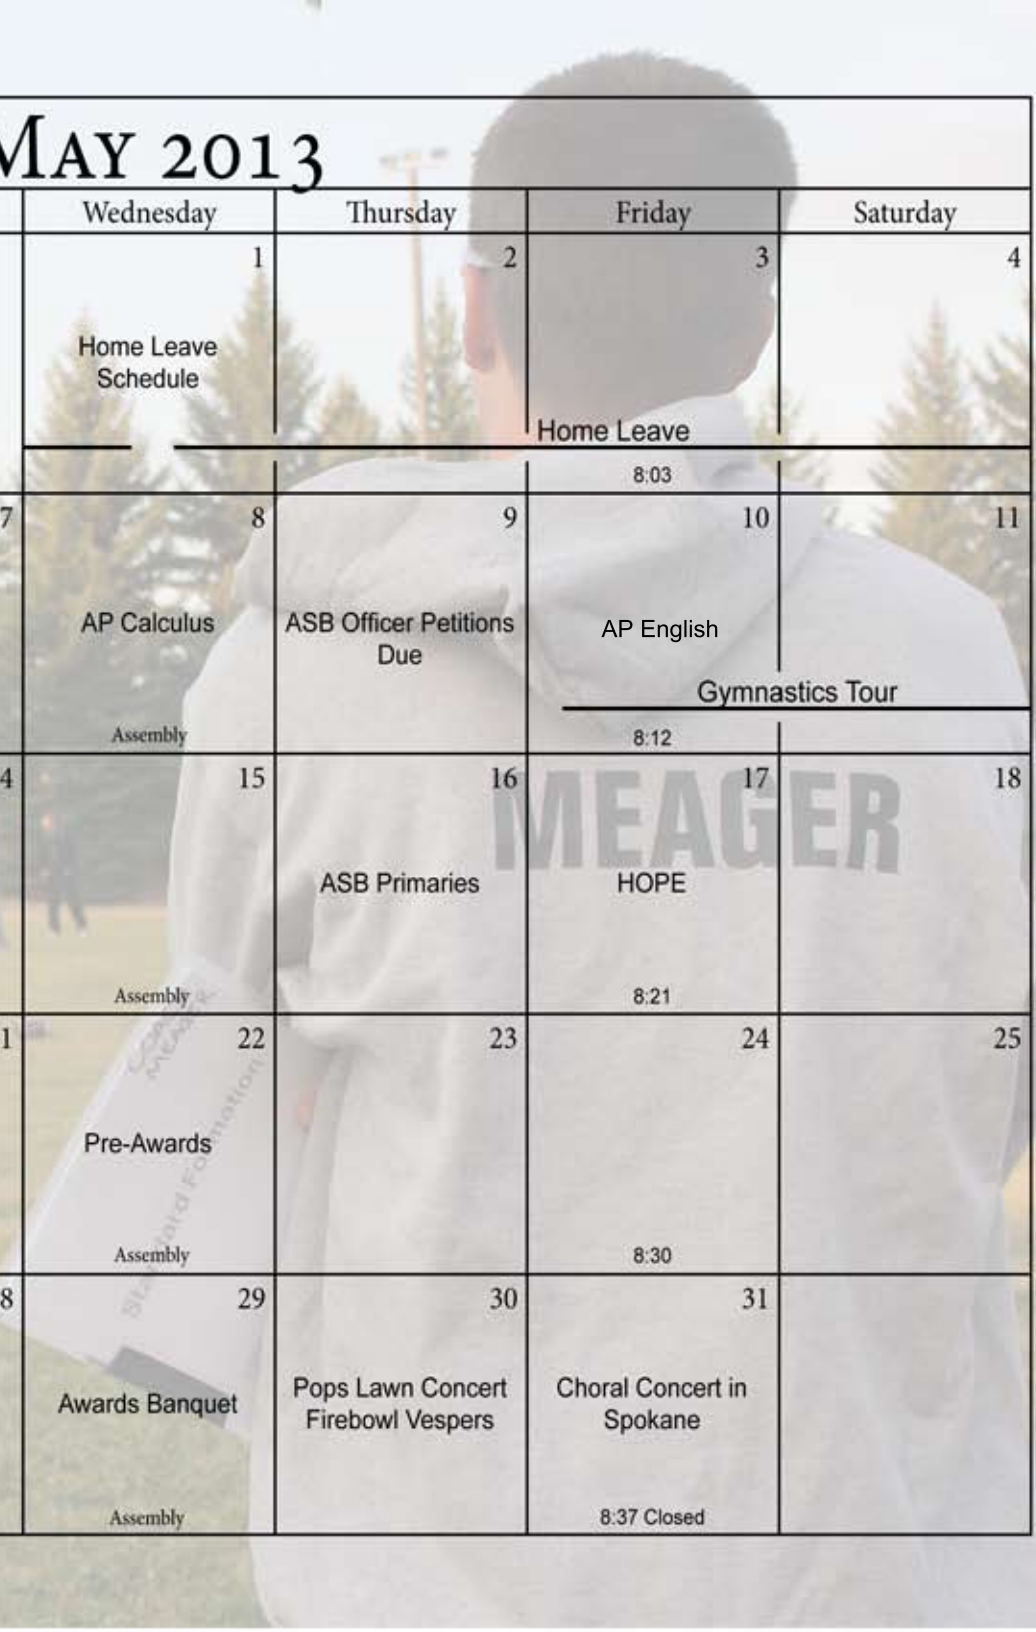 MAY 2013
Wednesday Thursday Friday Saturday
1 2 3 4
Home Leave
Schedule
Home Leave
8:03
7 8 9 10 11
AP Calculus ASB Officer Petitions AP English
Due
Gymnastics Tour
Assembly 8:12
4 15 16 17 18
MEAGER
ASB Primaries HOPE
Assembly 8:21
1 22 23 24 25
COACH
MEAGER
Pre-Awards
Formation
Assembly 8:30
8 29 30 31
Awards Banquet Pops Lawn Concert Choral Concert in
Firebowl Vespers Spokane
Assembly 8:37 Closed